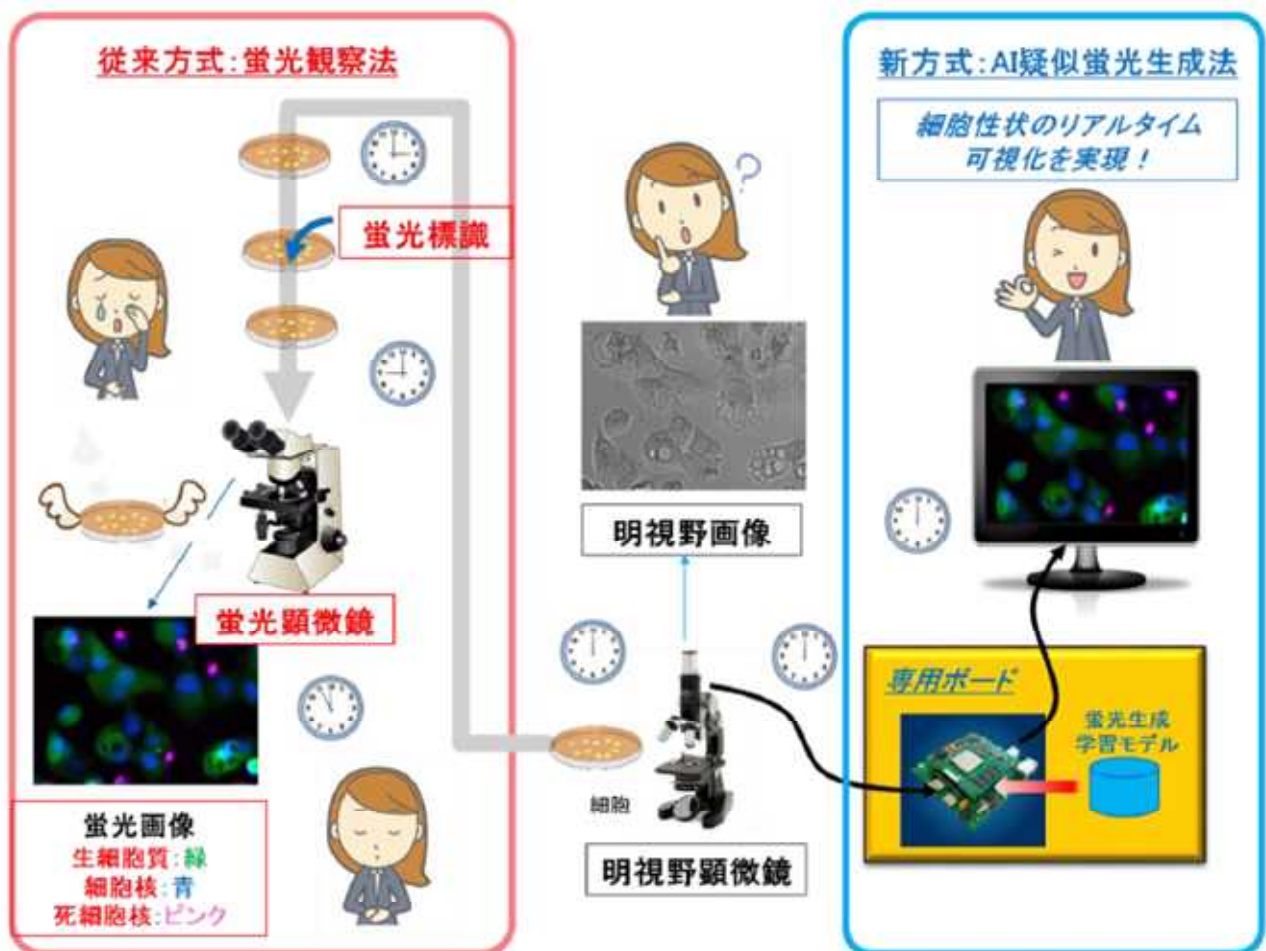 従来方式:蛍光観察法
蛍光標識
蛍光顕微鏡
蛍光画像
生細胞質:緑
細胞核:青
死細胞核:ピンク
明視野画像
細胞
明視野顕微鏡
新方式:AI疑似蛍光生成法
細胞性状のリアルタイム
可視化を実現!
専用ボード
蛍光生成
学習モデル